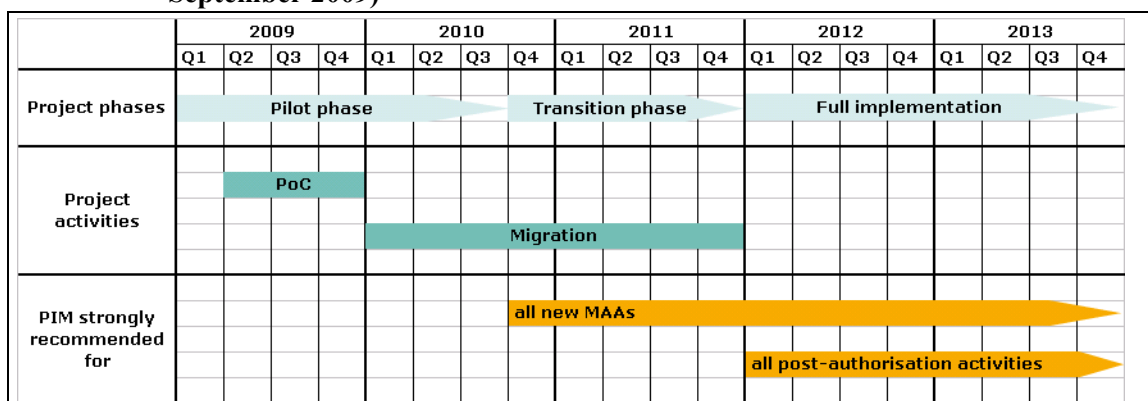 September 2009)
2009 2010 2011 2012 2013
Q1 Q2 Q3 Q4 Q1 Q2 Q3 Q4 Q1 Q2 Q3 Q4 Q1 Q2 Q3 Q4 Q1 Q2 Q3 Q4
Project phases Pilot phase Transition phase Full implementation
PoC
Project
activities
Migration
all new MAAs
PIM strongly
recommended
for
all post-authorisation activities